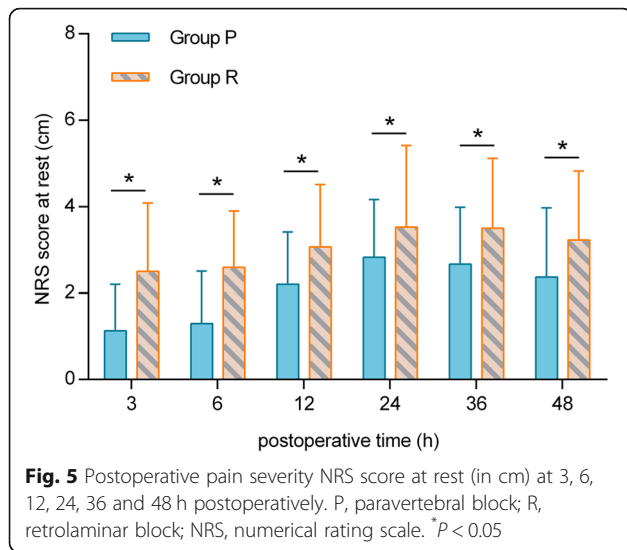 8
Group P
Group R
6
4
2
0
NRS score at rest (cm)
* * * * * *
3 6 12 24 36 48
postoperative time (h)
Fig. 5 Postoperative pain severity NRS score at rest (in cm) at 3, 6,
12, 24, 36 and 48 h postoperatively. P, paravertebral block; R,
retrolaminar block; NRS, numerical rating scale. *P < 0.05